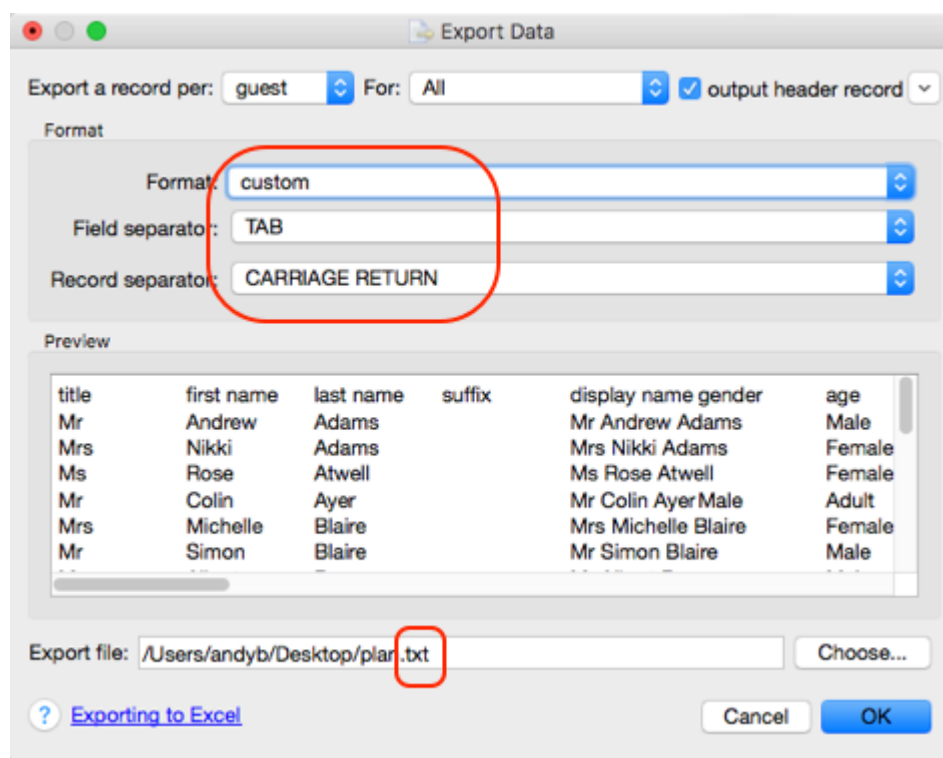 Export Data
Export a record per: guest For: All output header record
Format
Format: custom
Field separator: TAB
Record separator: CARRIAGE RETURN
Preview
title first name last name suffix display name gender age
Mr Andrew Adams Mr Andrew Adams Male
Mrs Nikki Adams Mrs Nikki Adams Female
Ms Rose Atwell Ms Rose Atwell Female
Mr Colin Ayer Mr Colin Ayer Male Adult
Mrs Michelle Blaire Mrs Michelle Blaire Female
Mr Simon Blaire Mr Simon Blaire Male
Export file: /Users/andyb/Desktop/plan.txt Choose...
? Exporting to Excel Cancel OK